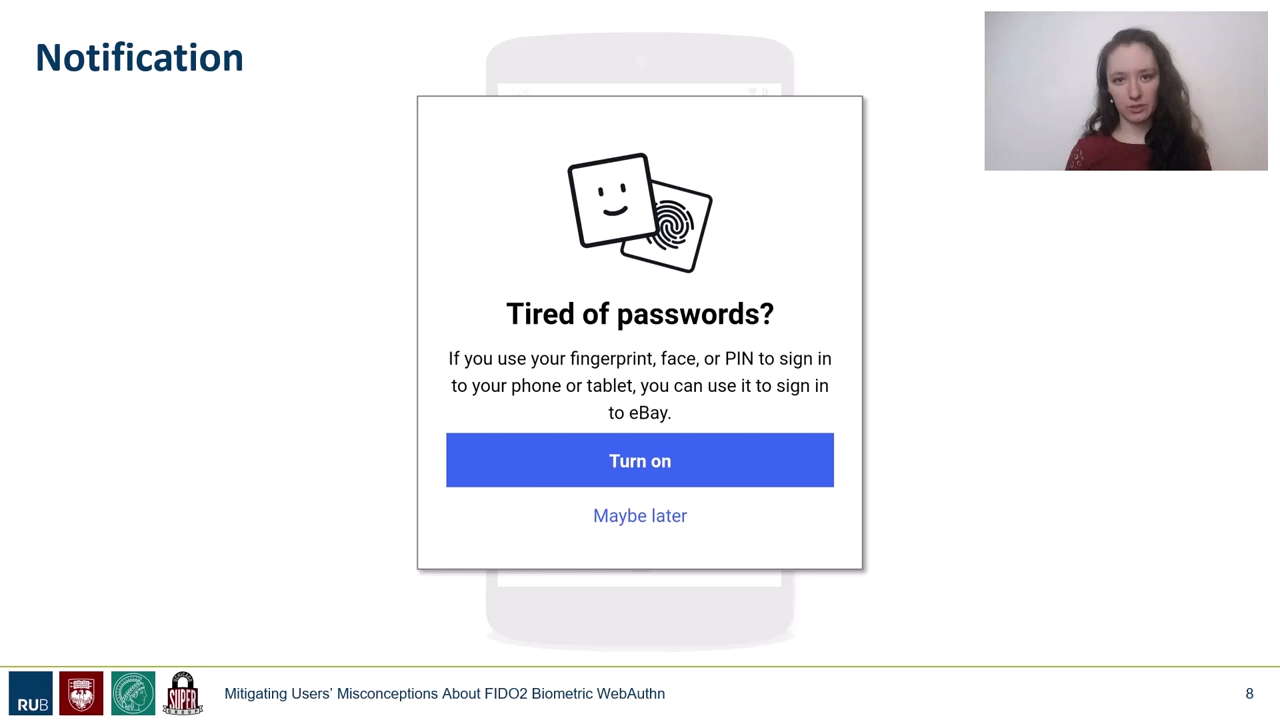 Notification
Tired of passwords?
If you use your fingerprint, face, or PIN to sign in
to your phone or tablet, you can use it to sign in
to eBay.
Turn on
Maybe later
RUB
SUPER
Mitigating Users’ Misconceptions About FIDO2 Biometric WebAuthn
8